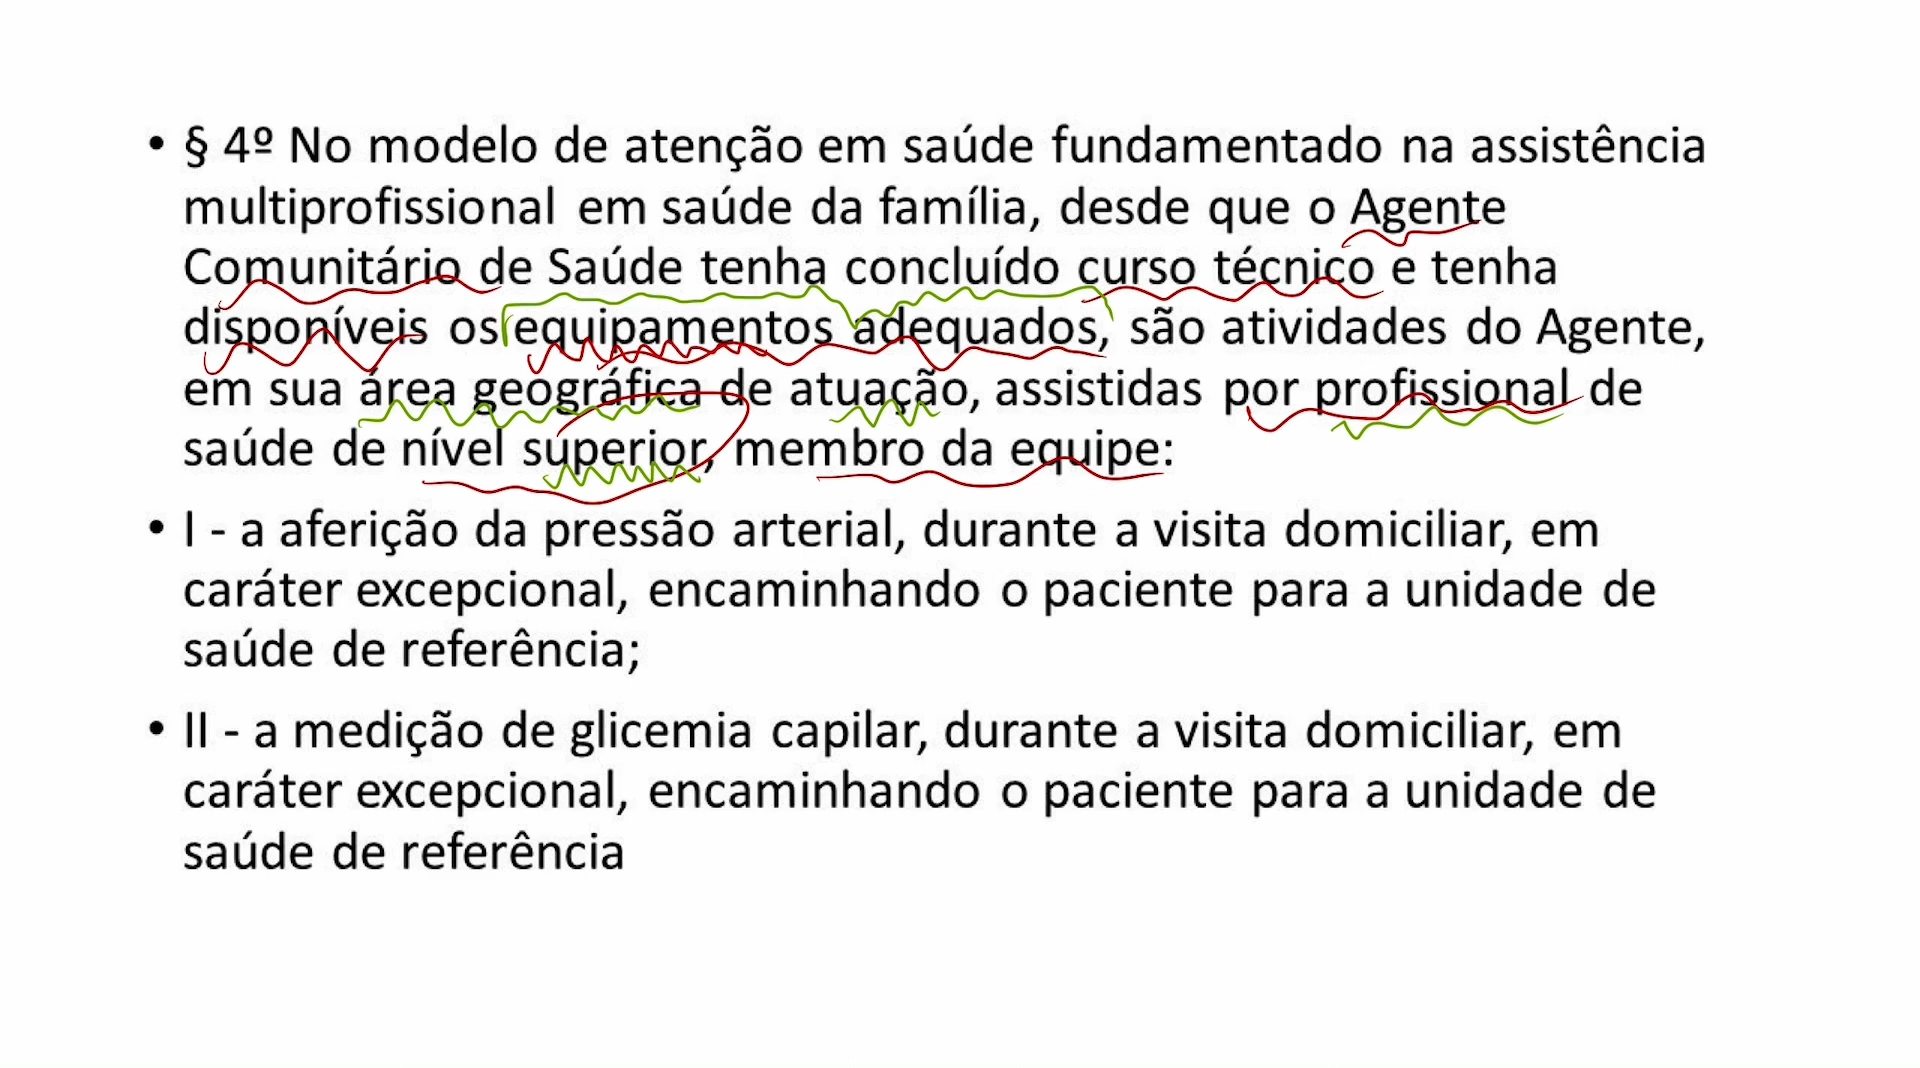 • § 4º No modelo de atenção em saúde fundamentado na assistência
multiprofissional em saúde da família, desde que o Agente
Comunitário de Saúde tenha concluído curso técnico e tenha
disponíveis os equipamentos adequados, são atividades do Agente,
em sua área geográfica de atuação, assistidas por profissional de
saúde de nível superior, membro da equipe:
• I - a aferição da pressão arterial, durante a visita domiciliar, em
caráter excepcional, encaminhando o paciente para a unidade de
saúde de referência;
• II - a medição de glicemia capilar, durante a visita domiciliar, em
caráter excepcional, encaminhando o paciente para a unidade de
saúde de referência